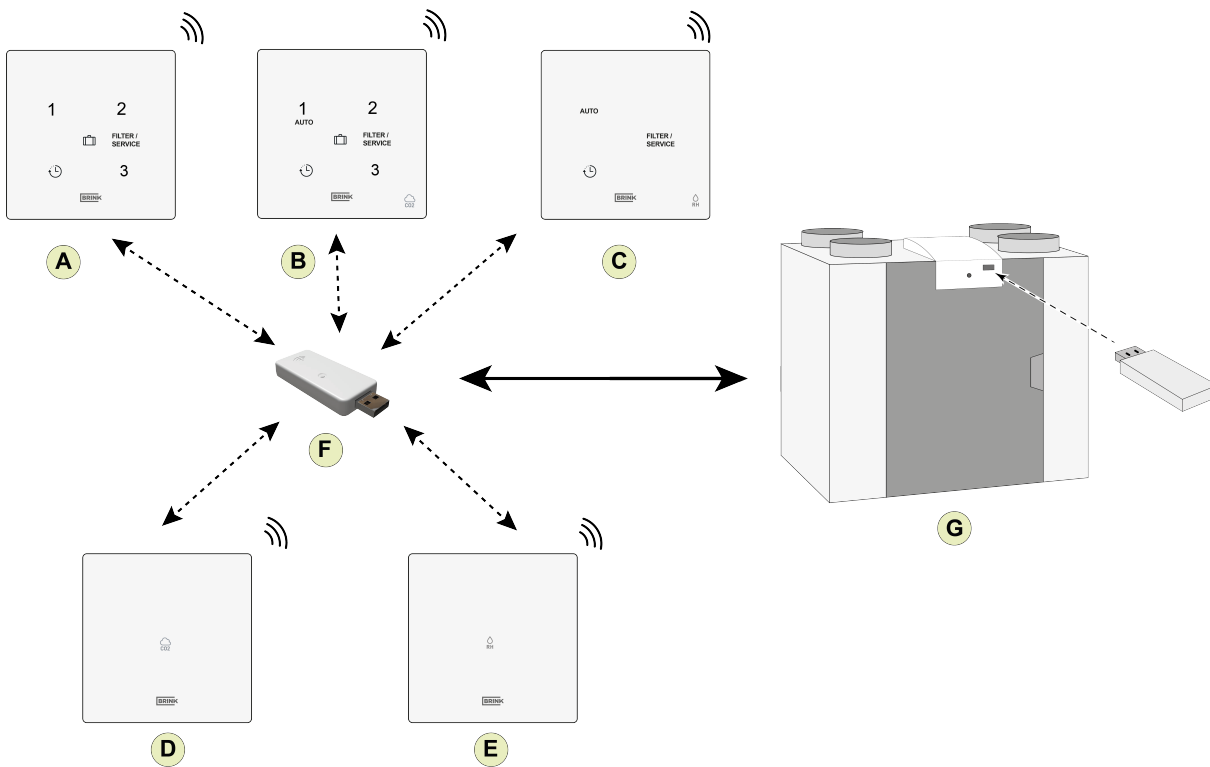 1 2
FILTER /
SERVICE
3
BRINK
A
1 2
AUTO
FILTER /
SERVICE
3
BRINK
CO2
B
AUTO
FILTER /
SERVICE
BRINK
RH
C
F
G
CO2
BRINK
D
RH
BRINK
E